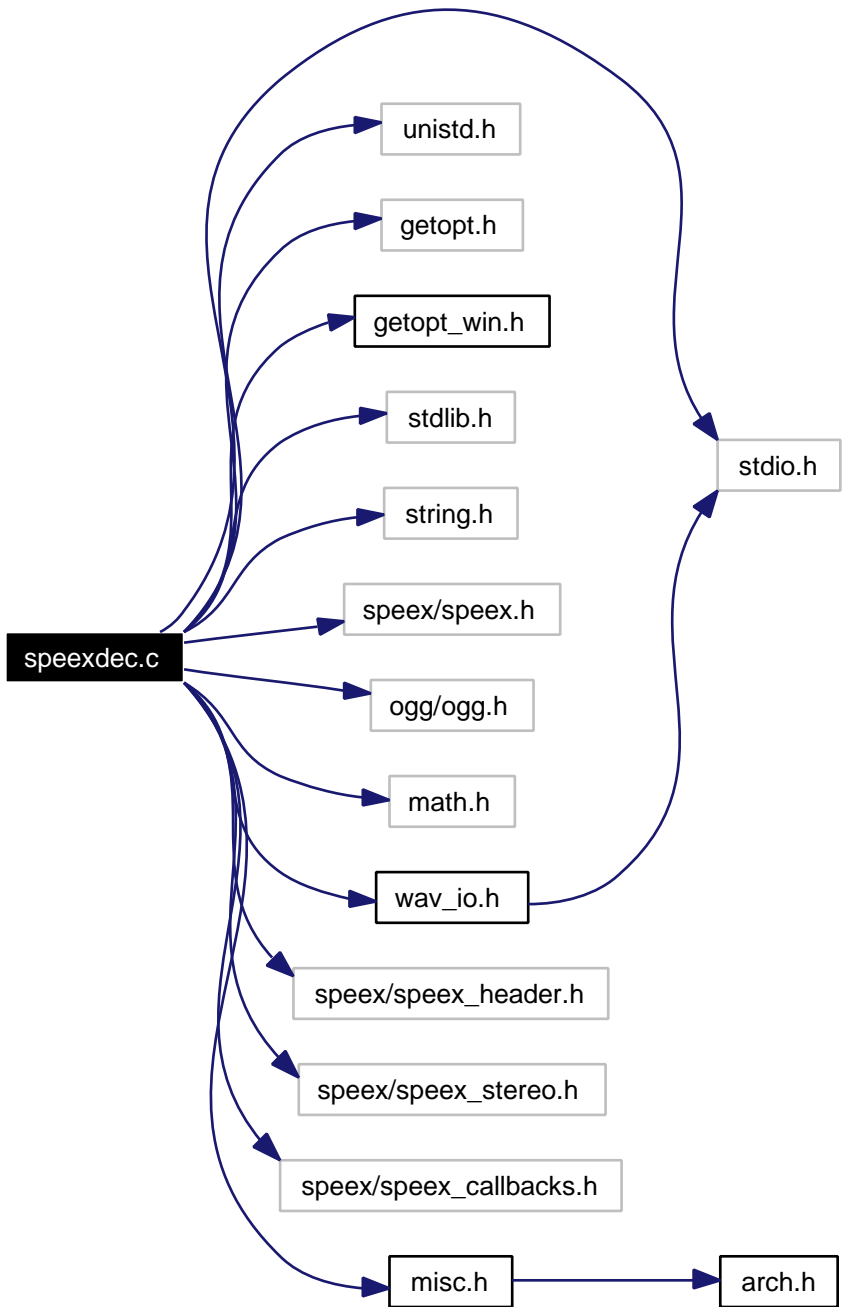 unistd.h
getopt.h
getopt_win.h
stdlib.h
stdio.h
string.h
speex/speex.h
speexdec.c
ogg/ogg.h
math.h
wav_io.h
speex/speex_header.h
speex/speex_stereo.h
speex/speex_callbacks.h
misc.h
arch.h